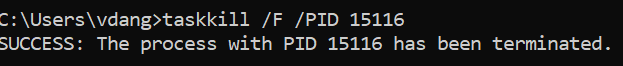 C:\Users\vdang>taskkill /F /PID 15116
SUCCESS: The process with PID 15116 has been terminated.